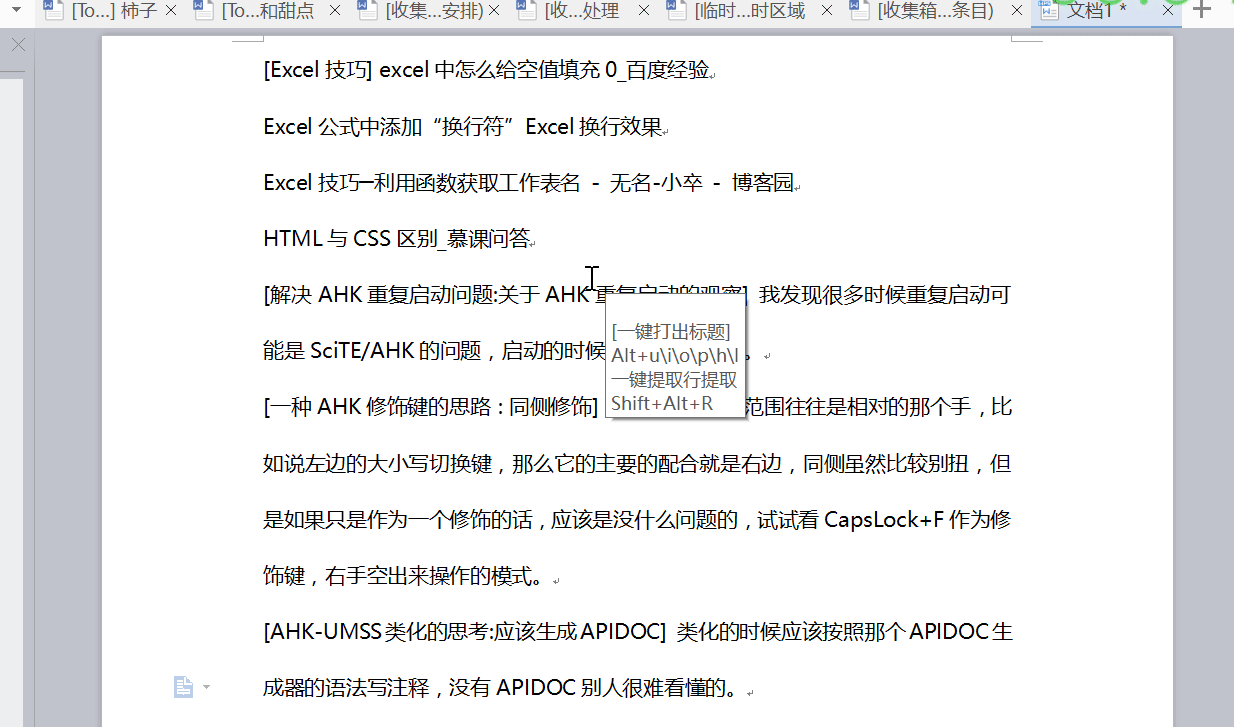 [To...] 柿子
[To...和甜点
[收集...安排)
[收...处理
[临时...时区域
[收集箱...条目)
文档1 *
[Excel 技巧] excel 中怎么给空值填充 0_百度经验
Excel 公式中添加“换行符”Excel 换行效果
Excel 技巧—利用函数获取工作表名 - 无名-小卒 - 博客园
HTML 与 CSS 区别_慕课问答
[解决 AHK 重复启动问题:关于 AHK 重复启动的观察] 我发现很多时候重复启动可
能是 SciTE/AHK 的问题，启动的时候
。
[一种 AHK 修饰键的思路：同侧修饰]
范围往往是相对的那个手，比
如说左边的大小写切换键，那么它的主要的配合就是右边，同侧虽然比较别扭，但
是如果只是作为一个修饰的话，应该是没什么问题的，试试看 CapsLock+F 作为修
饰键，右手空出来操作的模式。
[AHK-UMSS 类化的思考:应该生成 APIDOC] 类化的时候应该按照那个 APIDOC 生
成器的语法写注释，没有 APIDOC 别人很难看懂的。
[一键打出标题]
Alt+u\i\o\p\h\l
一键提取行提取
Shift+Alt+R